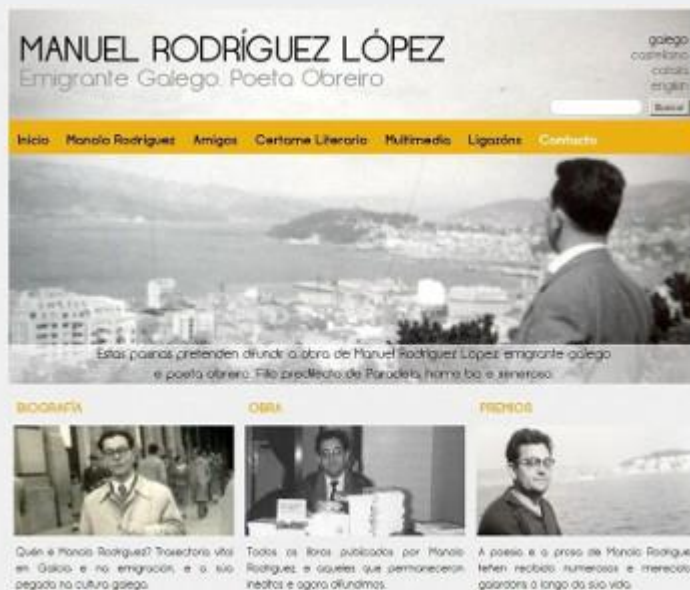 MANUEL RODRÍGUEZ LÓPEZ
Emigrante Galego. Poeta Obreiro
galego
castellano
català
english
Buscar
Inicio Manolo Rodríguez Amigos Certame Literario Multimedia Ligazóns Contacto
Estas páxinas pretenden difundir a obra de Manuel Rodríguez López, emigrante galego
e poeta obreiro. Fillo predilecto de Paradela, home bo e xeneroso.
BIOGRAFÍA
Quén é Manolo Rodríguez? Traxectoria vital
en Galicia e na emigración, e a súa
pegada na cultura galega.
OBRA
Todos os libros publicados por Manolo
Rodríguez e aqueles que permaneceron
inéditos e agora difundimos.
PREMIOS
A poesía e a prosa de Manolo Rodríguez
teñen recibido numerosos e merecidos
galardóns ó longo da súa vida.